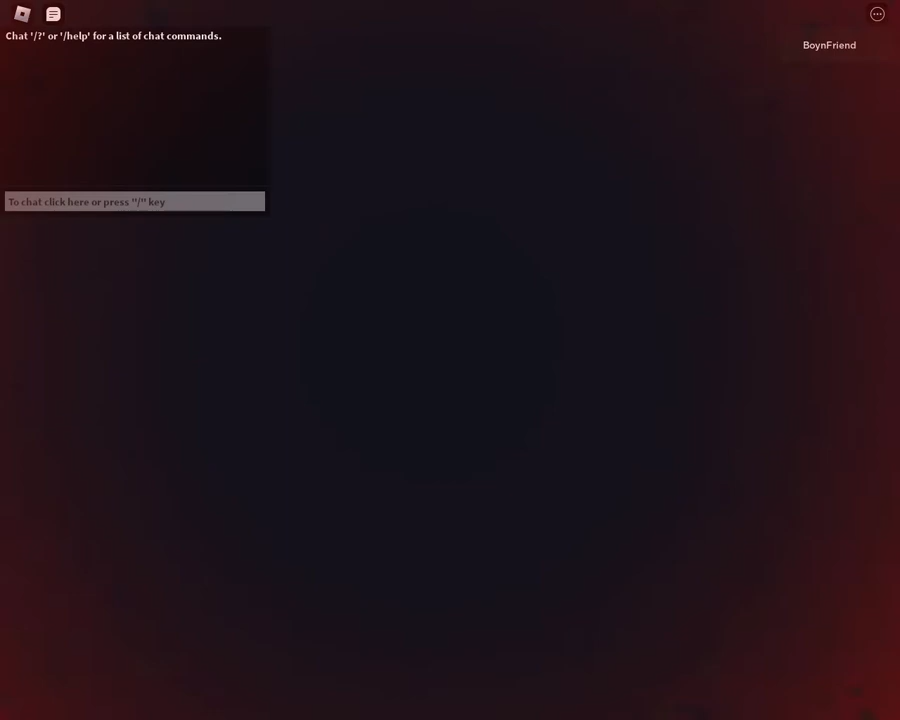 Chat '/?' or '/help' for a list of chat commands.
BoynFriend
To chat click here or press "/" key